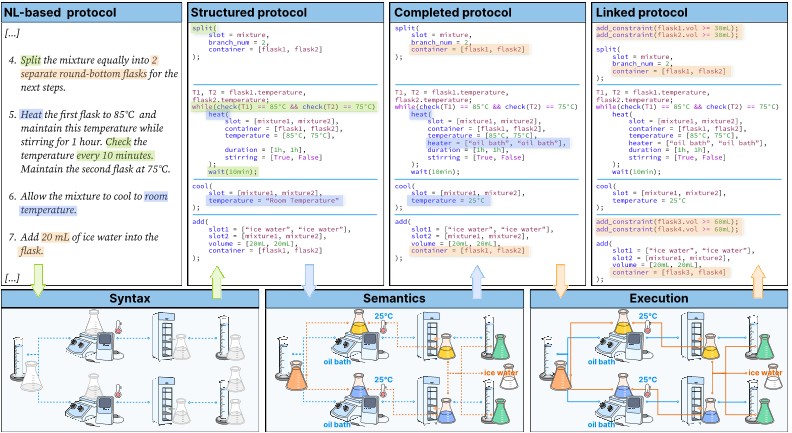 NL-based protocol
[...]
4. Split the mixture equally into 2
separate round-bottom flasks for the
next steps.
5. Heat the first flask to 85°C and
maintain this temperature while
stirring for 1 hour. Check the
temperature every 10 minutes.
Maintain the second flask at 75°C.
6. Allow the mixture to cool to room
temperature.
7. Add 20 mL of ice water into the
flask.
[...]
Structured protocol
split(
slot = mixture,
branch_num = 2,
container = [flask1, flask2]
);
T1, T2 = flask1.temperature,
flask2.temperature;
while(check(T1) == 85°C && check(T2) == 75°C)
heat(
slot = [mixture1, mixture2],
container = [flask1, flask2],
temperature = [85°C, 75°C],
duration = [1h, 1h],
stirring = [True, False]
);
wait(10min);
cool(
slot = [mixture1, mixture2],
temperature = "Room Temperature"
);
add(
slot1 = ["ice water", "ice water"],
slot2 = [mixture1, mixture2],
volume = [20mL, 20mL],
container = [flask1, flask2]
);
Completed protocol
split(
slot = mixture,
branch_num = 2,
container = [flask1, flask2]
);
T1, T2 = flask1.temperature,
flask2.temperature;
while(check(T1) == 85°C && check(T2) == 75°C)
heat(
slot = [mixture1, mixture2],
container = [flask1, flask2],
temperature = [85°C, 75°C],
heater = ["oil bath", "oil bath"],
duration = [1h, 1h],
stirring = [True, False]
);
wait(10min);
cool(
slot = [mixture1, mixture2],
temperature = 25°C
);
add(
slot1 = ["ice water", "ice water"],
slot2 = [mixture1, mixture2],
volume = [20mL, 20mL],
container = [flask1, flask2]
);
Linked protocol
add_constraint(flask1.vol >= 30mL);
add_constraint(flask2.vol >= 30mL);
split(
slot = mixture,
branch_num = 2,
container = [flask1, flask2]
);
T1, T2 = flask1.temperature,
flask2.temperature;
while(check(T1) == 85°C && check(T2) == 75°C)
heat(
slot = [mixture1, mixture2],
container = [flask1, flask2],
temperature = [85°C, 75°C],
heater = ["oil bath", "oil bath"],
duration = [1h, 1h],
stirring = [True, False]
);
wait(10min);
cool(
slot = [mixture1, mixture2],
temperature = 25°C
);
add_constraint(flask3.vol >= 60mL);
add_constraint(flask4.vol >= 60mL);
add(
slot1 = ["ice water", "ice water"],
slot2 = [mixture1, mixture2],
volume = [20mL, 20mL],
container = [flask3, flask4]
);
Syntax
Semantics
25°C
oil bath
ice water
25°C
oil bath
Execution
25°C
oil bath
ice water
25°C
oil bath